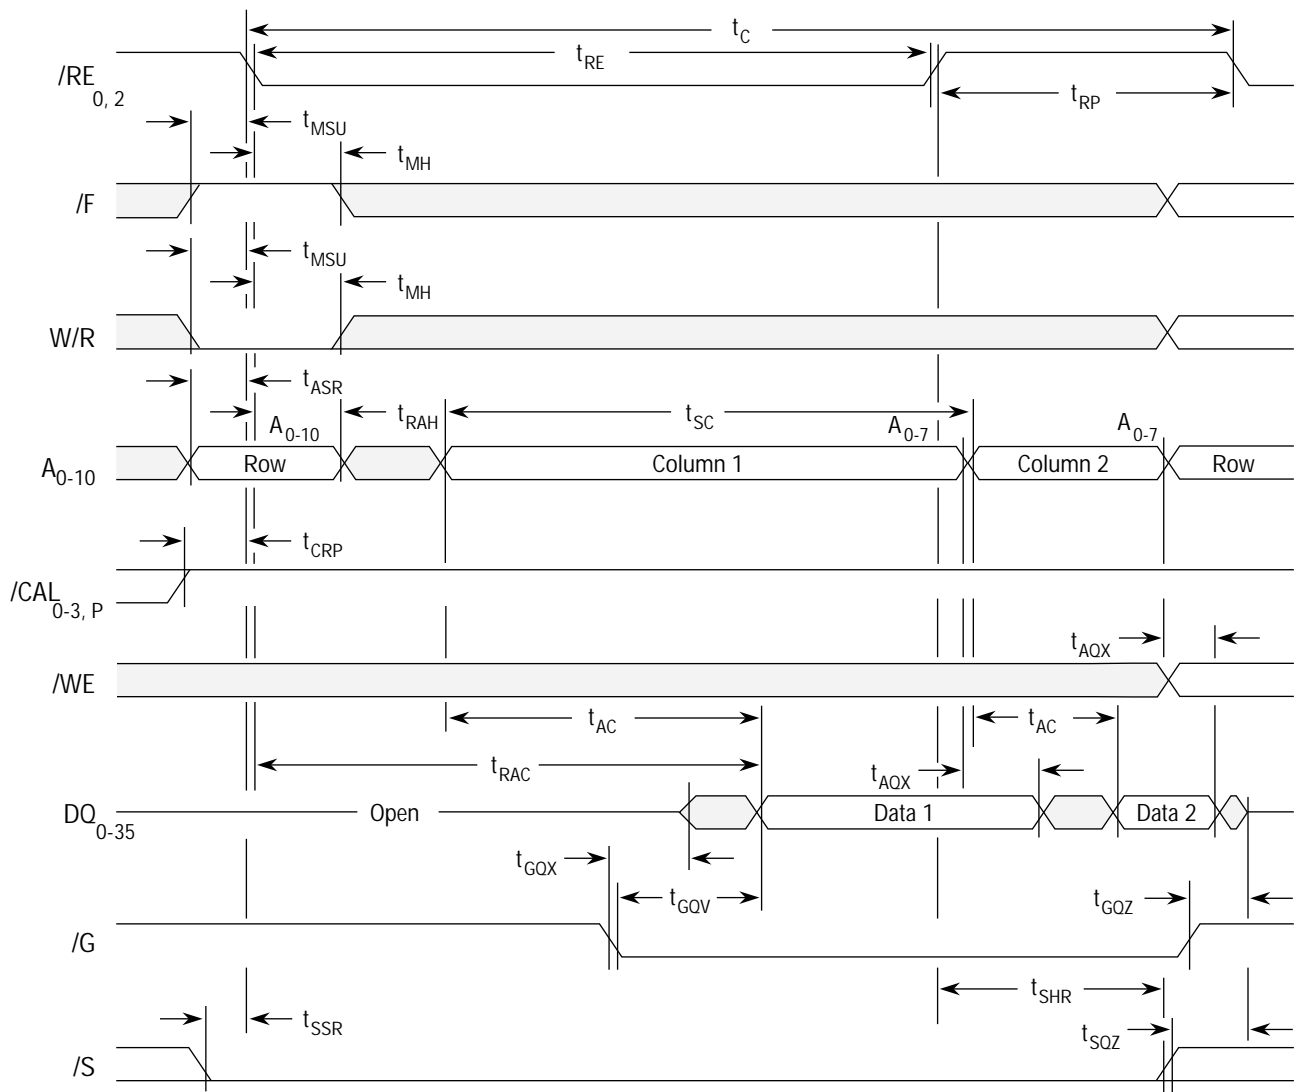 tC
tRE
/RE0, 2
tRP
tMSU
tMH
/F
tMSU
tMH
W/R
tASR
A0-10
tRAH
tSC
A0-7
A0-7
A0-10
Row
Column 1
Column 2
Row
tCRP
/CAL0-3, P
tAQX
/WE
tAC
tAC
tRAC
tAQX
DQ0-35
Open
Data 1
Data 2
tGQX
tGQV
tGQZ
/G
tSHR
tSSR
tSQZ
/S